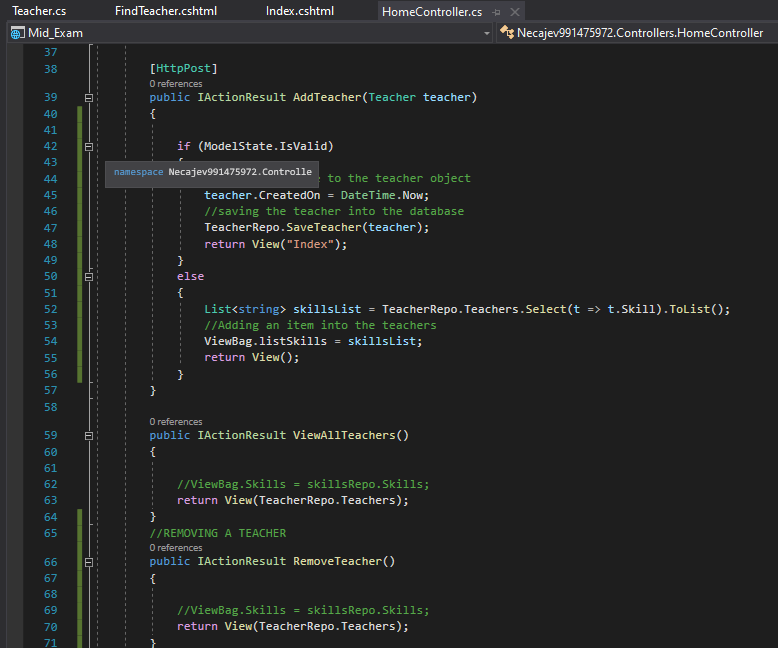 Teacher.cs FindTeacher.cshtml Index.cshtml HomeController.cs
Mid_Exam Necajev991475972.Controllers.HomeController
37
38 [HttpPost]
0 references
39 public IActionResult AddTeacher(Teacher teacher)
40 {
41
42 if (ModelState.IsValid)
43
namespace Necajev991475972.Controlle
44 to the teacher object
45 teacher.CreatedOn = DateTime.Now;
46 //saving the teacher into the database
47 TeacherRepo.SaveTeacher(teacher);
48 return View("Index");
49 }
50 else
51 {
52 List<string> skillsList = TeacherRepo.Teachers.Select(t => t.Skill).ToList();
53 //Adding an item into the teachers
54 ViewBag.listSkills = skillsList;
55 return View();
56 }
57 }
58
0 references
59 public IActionResult ViewAllTeachers()
60 {
61
62 //ViewBag.Skills = skillsRepo.Skills;
63 return View(TeacherRepo.Teachers);
64 }
65 //REMOVING A TEACHER
0 references
66 public IActionResult RemoveTeacher()
67 {
68
69 //ViewBag.Skills = skillsRepo.Skills;
70 return View(TeacherRepo.Teachers);
71 }